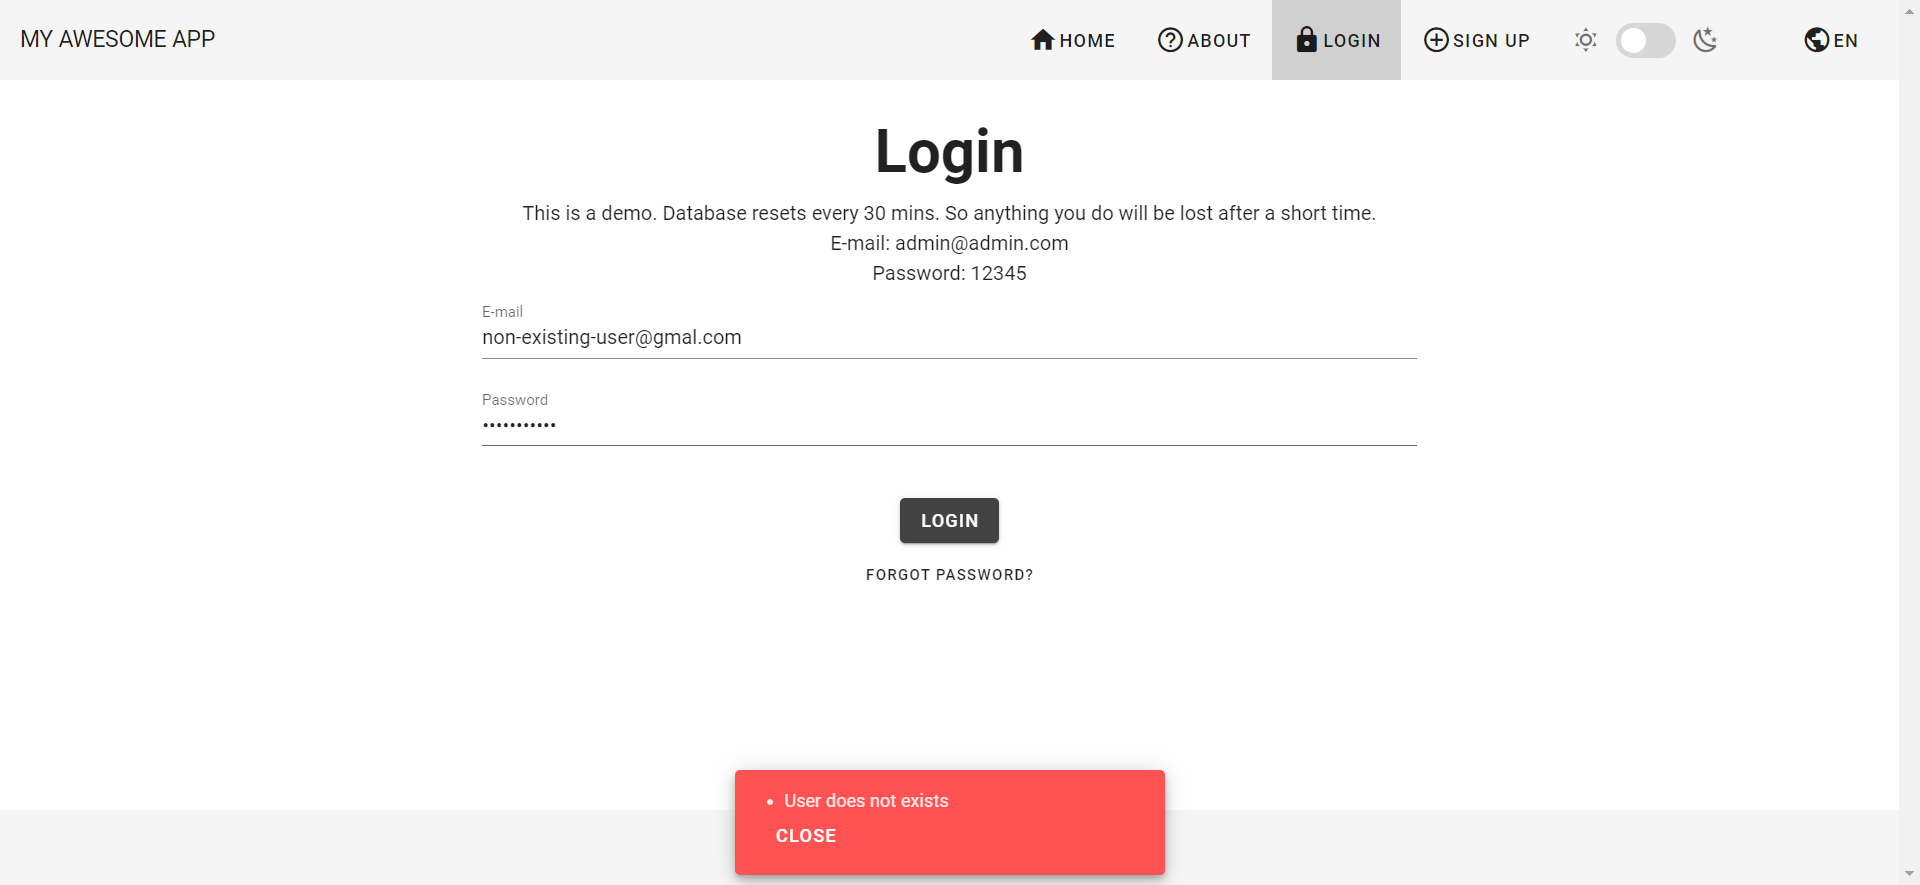 MY AWESOME APP
HOME
ABOUT
LOGIN
SIGN UP
EN
Login
This is a demo. Database resets every 30 mins. So anything you do will be lost after a short time.
E-mail: admin@admin.com
Password: 12345
E-mail
non-existing-user@gmal.com
Password
•••••••••••
LOGIN
FORGOT PASSWORD?
• User does not exists
CLOSE